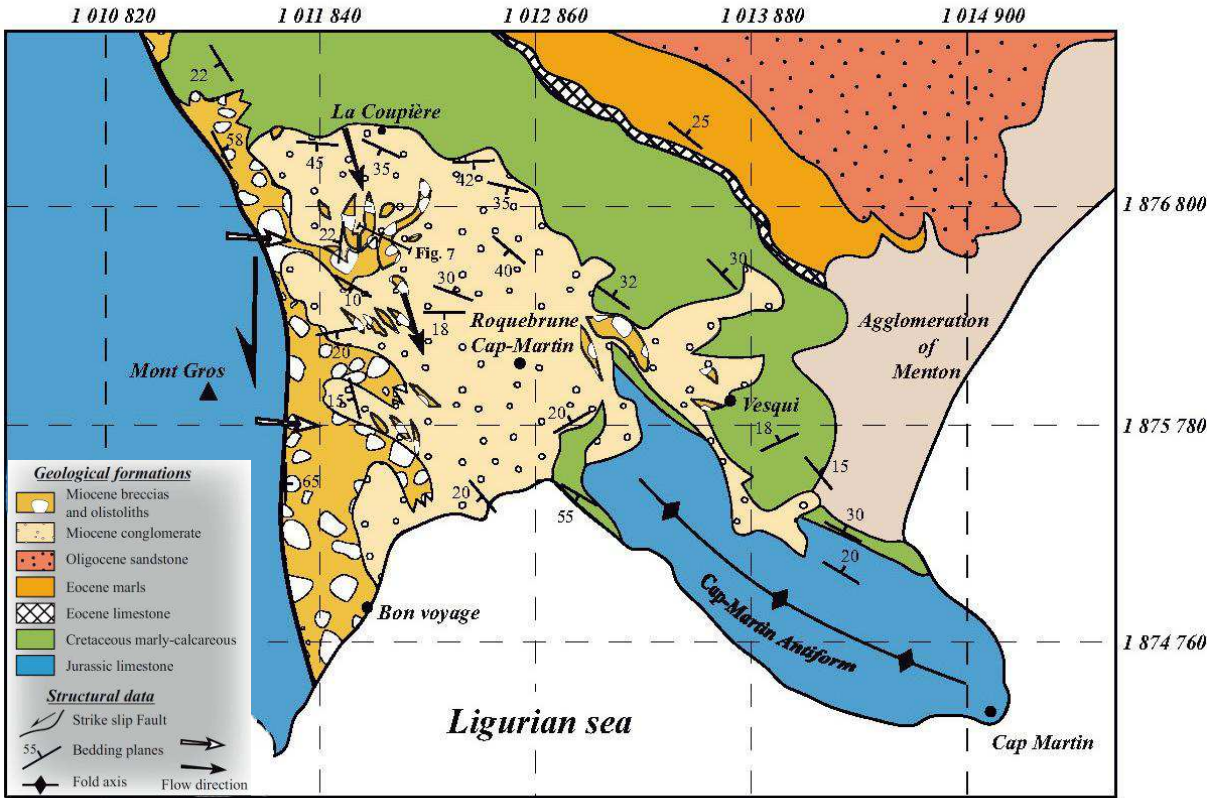 1 010 820 1 011 840 1 012 860 1 013 880 1 014 900
22
La Coupière
25
58
45
35
42
35
1 876 800
22
Fig. 7
40
30
32
30
10
18
20
Roquebrune
Cap-Martin
Agglomeration
of
Menton
Mont Gros
15
20
Vesqui
18
1 875 780
15
65
20
55
30
20
Geological formations
Miocene breccias
and olistoliths
Miocene conglomerate
Oligocene sandstone
Eocene marls
Eocene limestone
Cretaceous marly-calcareous
Jurassic limestone
Structural data
Strike slip Fault
55 Bedding planes
Fold axis Flow direction
Bon voyage
Cap-Martin Antiform
1 874 760
Ligurian sea
Cap Martin